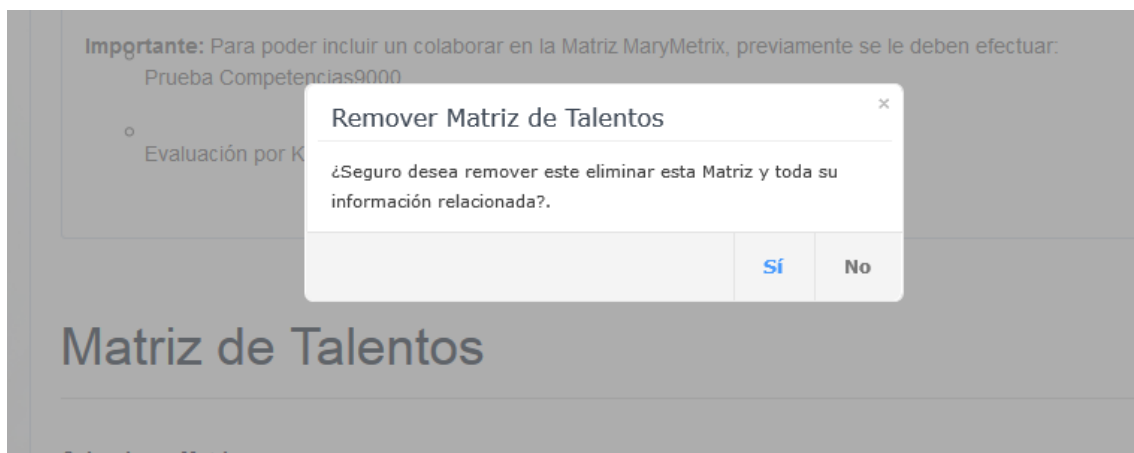 Importante: Para poder incluir un colaborar en la Matriz MaryMetrix, previamente se le deben efectuar:
Prueba Competencias9000
Remover Matriz de Talentos
×
¿Seguro desea remover este eliminar esta Matriz y toda su
información relacionada?.
Evaluación por K
Sí No
Matriz de Talentos